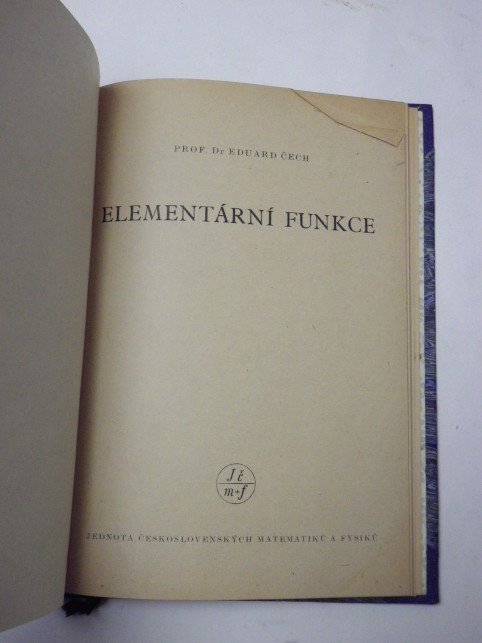 PROF. Dr EDUARD ČECH
ELEMENTÁRNÍ FUNKCE
Jč
m+f
JEDNOTA ČESKOSLOVENSKÝCH MATEMATIKŮ A FYSIKŮ